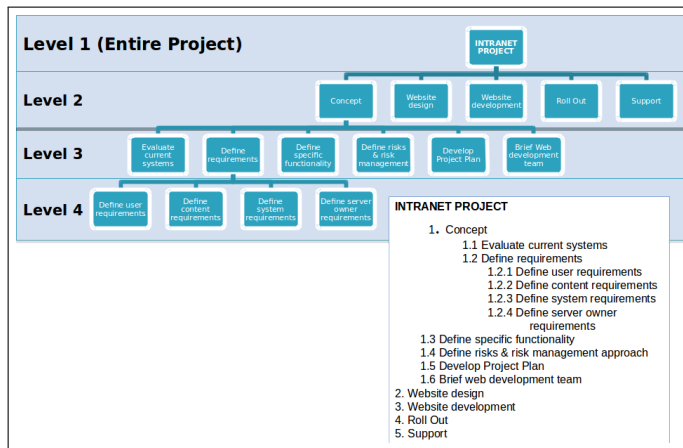 Level 1 (Entire Project)
INTRANET
PROJECT
Level 2
Concept
Website
design
Website
development
Roll Out
Support
Level 3
Evaluate
current
systems
Define
requirements
Define
specific
functionality
Define risks
& risk
management
Develop
Project Plan
Brief Web
development
team
Level 4
Define user
requirements
Define
content
requirements
Define
system
requirements
Define server
owner
requirements
INTRANET PROJECT
1. Concept
1.1 Evaluate current systems
1.2 Define requirements
1.2.1 Define user requirements
1.2.2 Define content requirements
1.2.3 Define system requirements
1.2.4 Define server owner
requirements
1.3 Define specific functionality
1.4 Define risks & risk management approach
1.5 Develop Project Plan
1.6 Brief web development team
2. Website design
3. Website development
4. Roll Out
5. Support